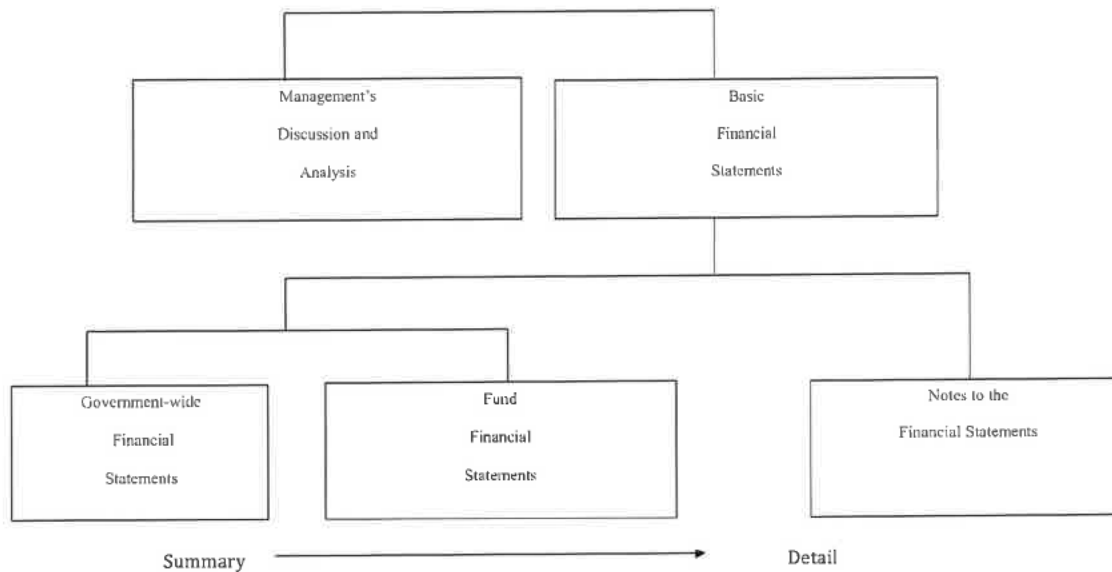 Management's
Discussion and
Analysis
Basic
Financial
Statements
Government-wide
Financial
Statements
Fund
Financial
Statements
Notes to the
Financial Statements
Summary
Detail